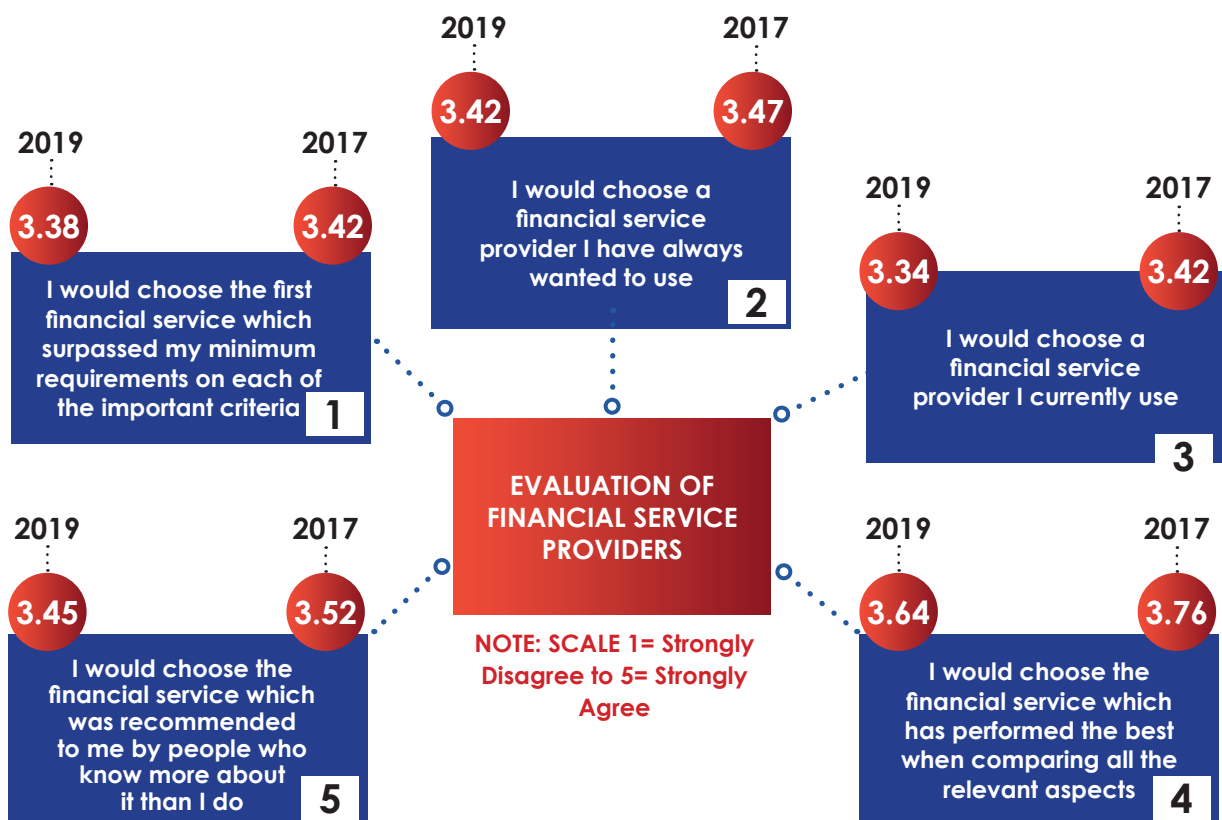 2019
2017
3.38
3.42
I would choose the first
financial service which
surpassed my minimum
requirements on each of
the important criteria
1
2019
2017
3.42
3.47
I would choose a
financial service
provider I have always
wanted to use
2
2019
2017
3.34
3.42
I would choose a
financial service
provider I currently use
3
EVALUATION OF
FINANCIAL SERVICE
PROVIDERS
NOTE: SCALE 1= Strongly
Disagree to 5= Strongly
Agree
2019
2017
3.64
3.76
I would choose the
financial service which
has performed the best
when comparing all the
relevant aspects
4
2019
2017
3.45
3.52
I would choose the
financial service which
was recommended
to me by people who
know more about
it than I do
5